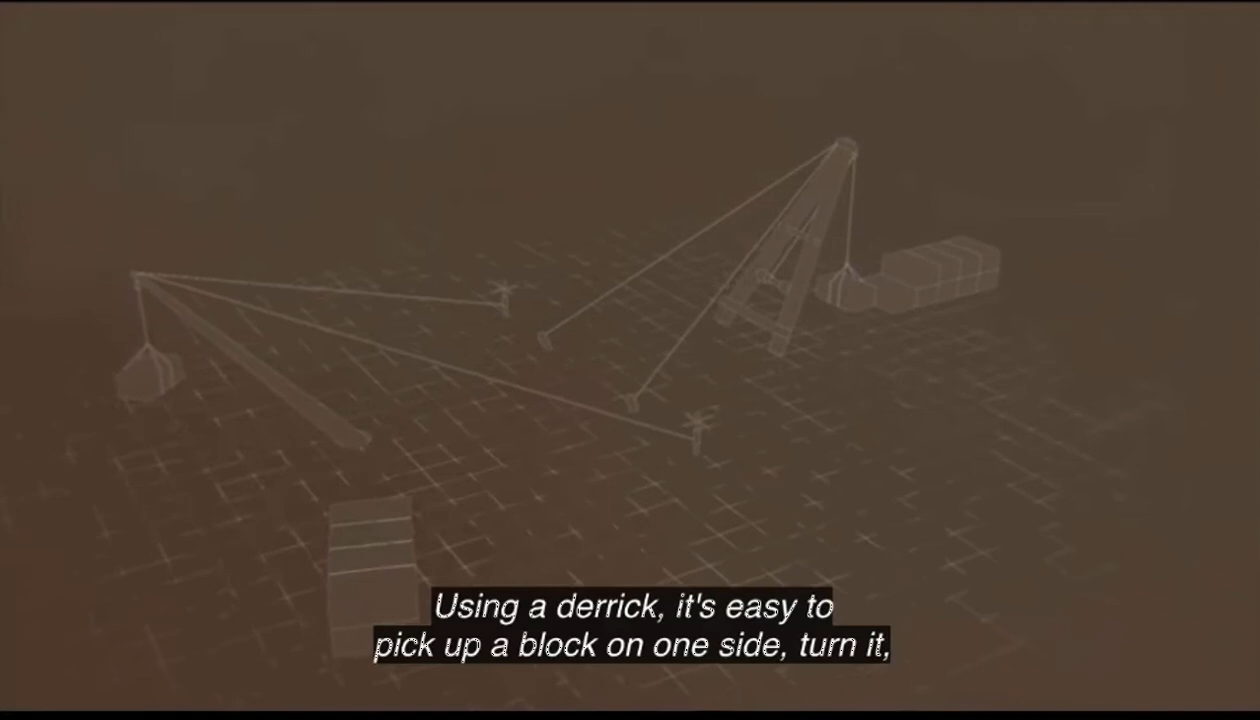 Using a derrick, it's easy to
pick up a block on one side, turn it,